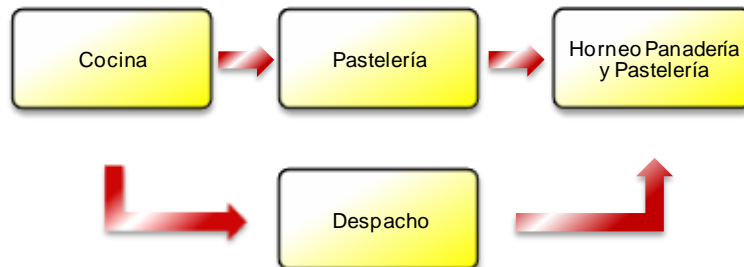 Cocina
Pastelería
Horneo Panadería
y Pastelería
Despacho